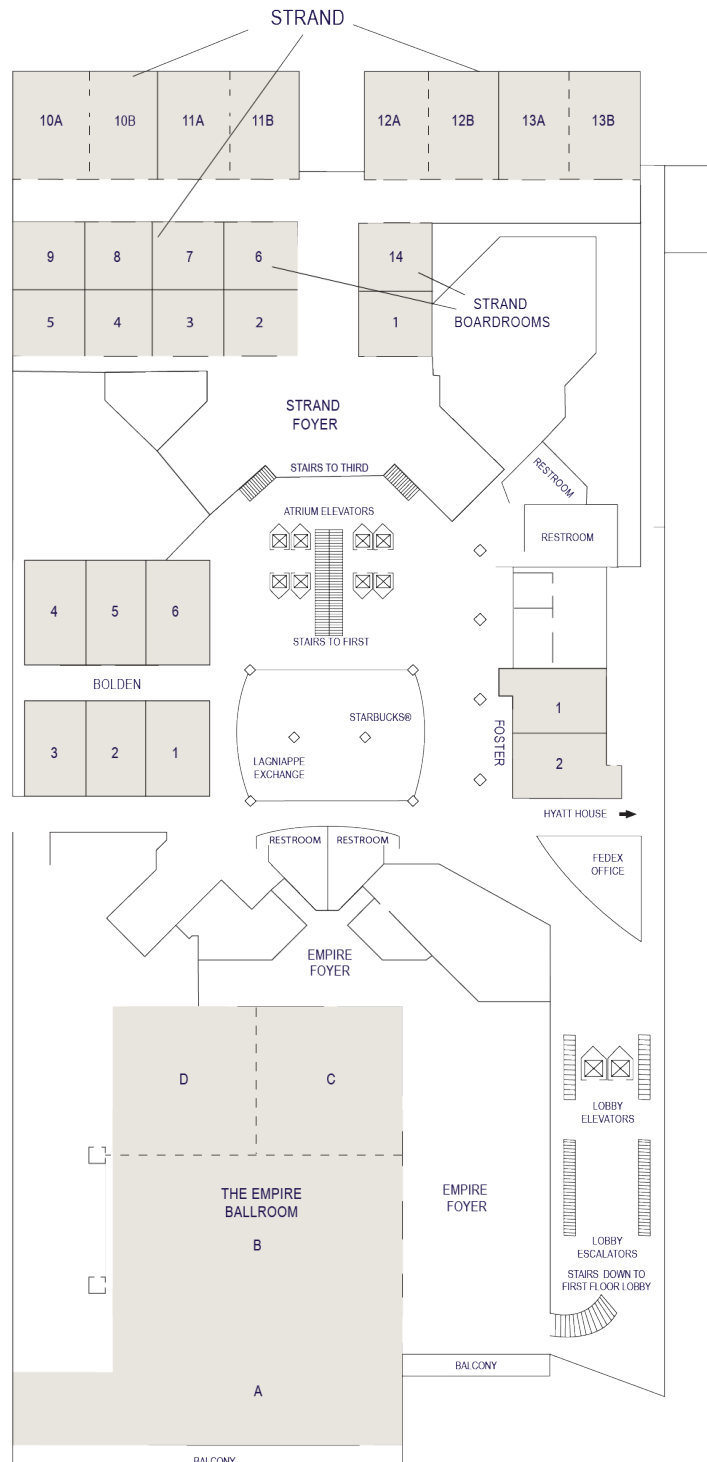 STRAND
10A
10B
11A
11B
12A
12B
13A
13B
9
8
7
6
14
5
4
3
2
1
STRAND
BOARDROOMS
STRAND
FOYER
STAIRS TO THIRD
RESTROOM
ATRIUM ELEVATORS
RESTROOM
4
5
6
STAIRS TO FIRST
BOLDEN
3
2
1
STARBUCKS®
LAGNIAPPE
EXCHANGE
FOSTER
1
2
HYATT HOUSE
RESTROOM
RESTROOM
FEDEX
OFFICE
EMPIRE
FOYER
D
C
LOBBY
ELEVATORS
THE EMPIRE
BALLROOM
B
EMPIRE
FOYER
LOBBY
ESCALATORS
STAIRS DOWN TO
FIRST FLOOR LOBBY
BALCONY
A
BALCONY